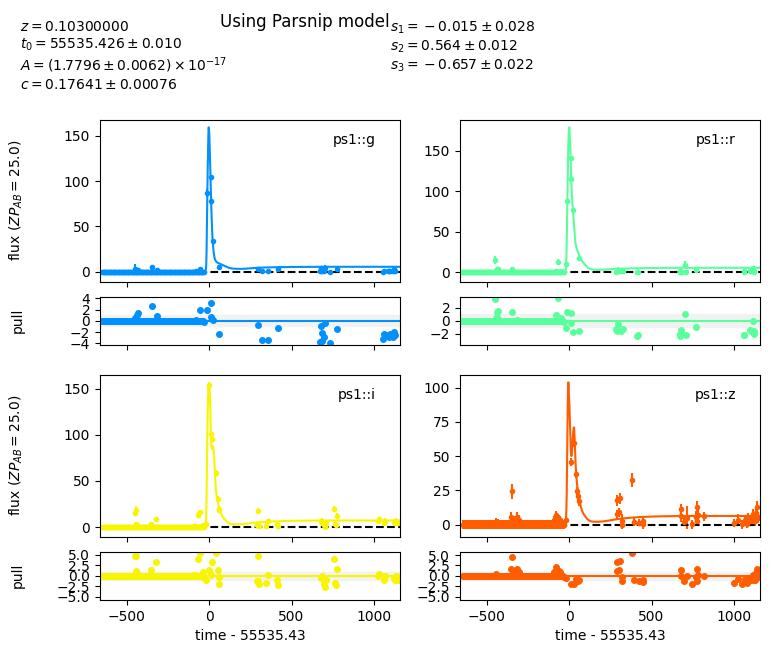 Using Parsnip model
z = 0.10300000
t₀ = 55535.426 ± 0.010
A = (1.7796 ± 0.0062) × 10⁻¹⁷
c = 0.17641 ± 0.00076
s₁ = −0.015 ± 0.028
s₂ = 0.564 ± 0.012
s₃ = −0.657 ± 0.022
flux (ZP_AB = 25.0)
150
100
50
0
ps1::g
150
100
50
0
ps1::r
pull
4
2
0
−2
−4
2
0
−2
flux (ZP_AB = 25.0)
150
100
50
0
ps1::i
100
75
50
25
0
ps1::z
pull
5.0
2.5
0.0
−2.5
−5.0
5.0
2.5
0.0
−2.5
−5.0
−500 0 500 1000
−500 0 500 1000
time - 55535.43
time - 55535.43